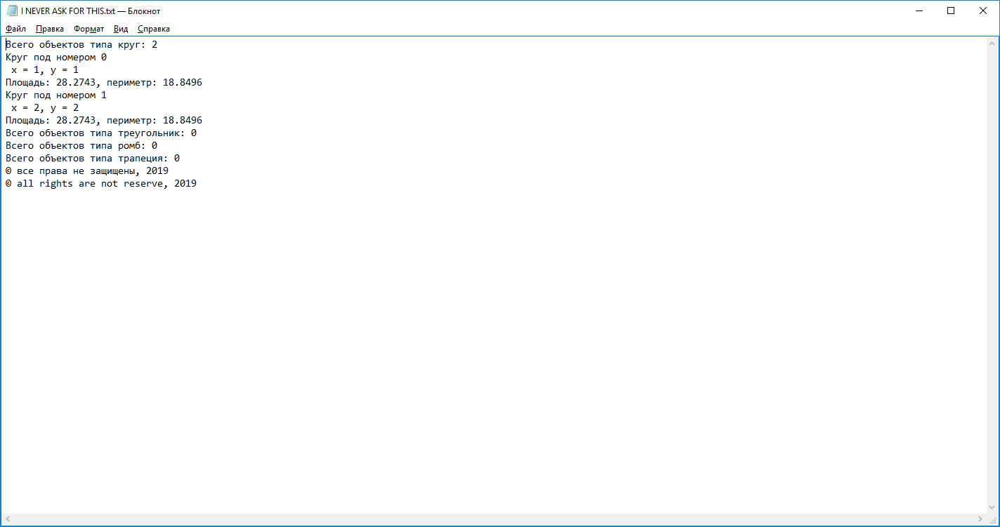 I NEVER ASK FOR THIS.txt — Блокнот
Файл Правка Формат Вид Справка
Всего объектов типа круг: 2
Круг под номером 0
 x = 1, y = 1
Площадь: 28.2743, периметр: 18.8496
Круг под номером 1
 x = 2, y = 2
Площадь: 28.2743, периметр: 18.8496
Всего объектов типа треугольник: 0
Всего объектов типа ромб: 0
Всего объектов типа трапеция: 0
© все права не защищены, 2019
© all rights are not reserve, 2019